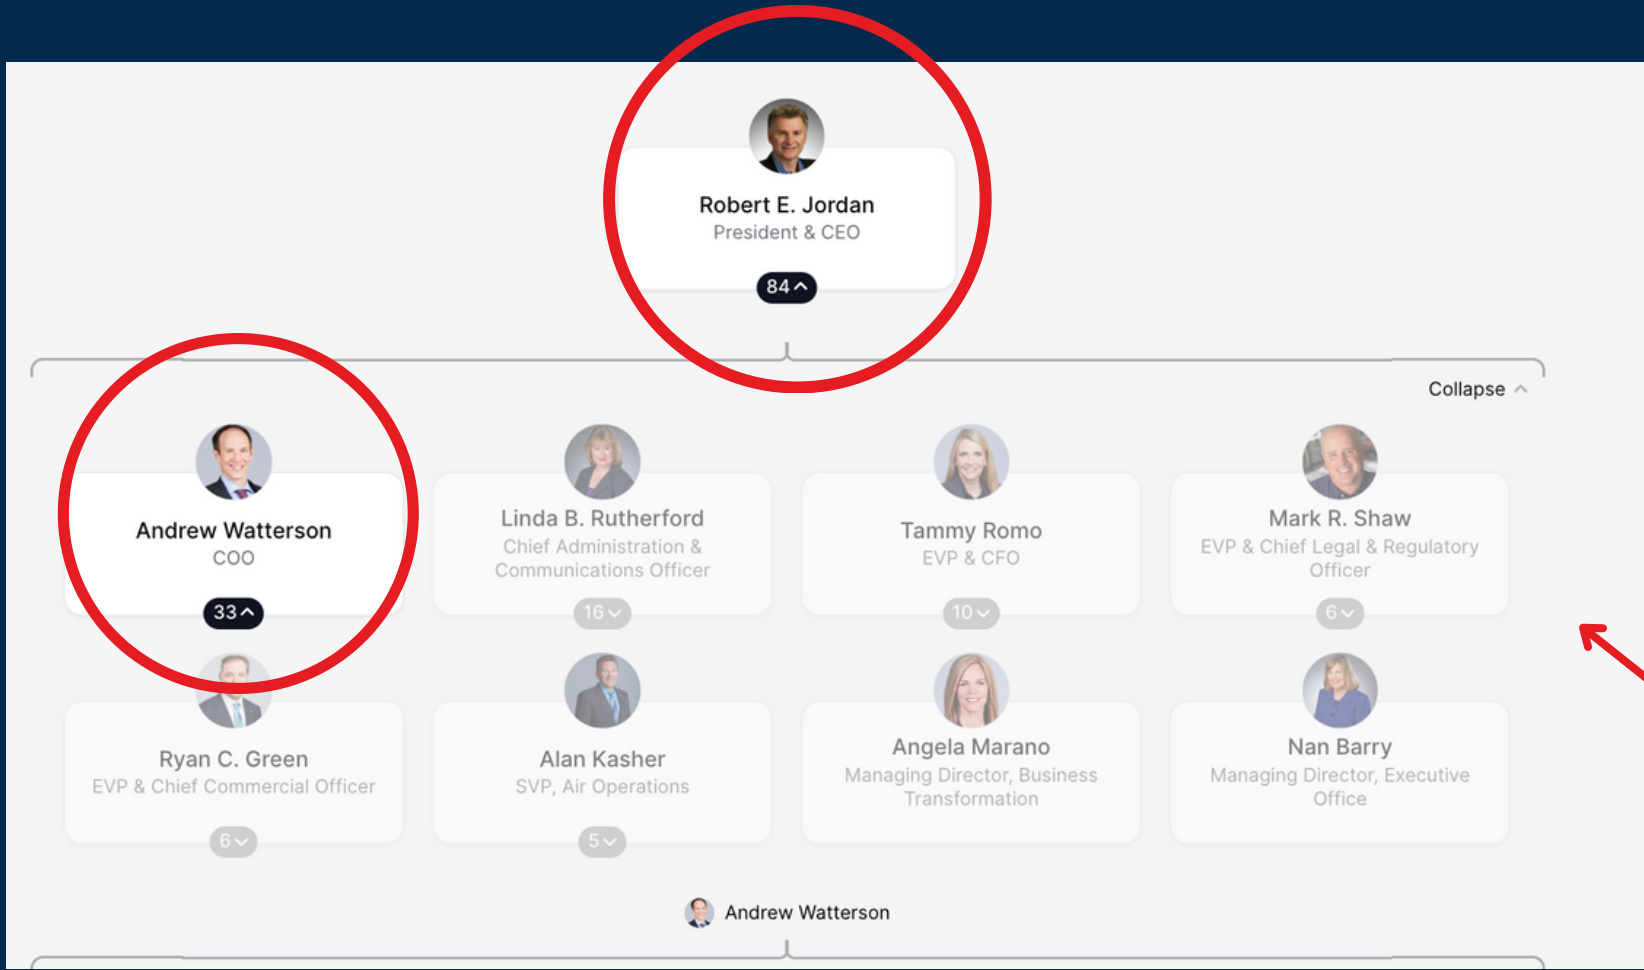 Robert E. Jordan
President & CEO
84
Collapse
Andrew Watterson
COO
33
Linda B. Rutherford
Chief Administration &
Communications Officer
16
Tammy Romo
EVP & CFO
10
Mark R. Shaw
EVP & Chief Legal & Regulatory
Officer
6
Ryan C. Green
EVP & Chief Commercial Officer
6
Alan Kasher
SVP, Air Operations
5
Angela Marano
Managing Director, Business
Transformation
Nan Barry
Managing Director, Executive
Office
Andrew Watterson